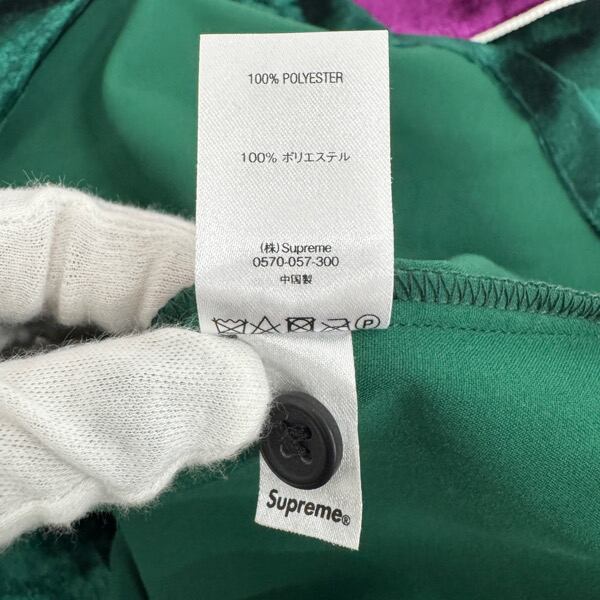 100% POLYESTER
100% ポリエステル
(株) Supreme
0570-057-300
中国製
P
Supreme®